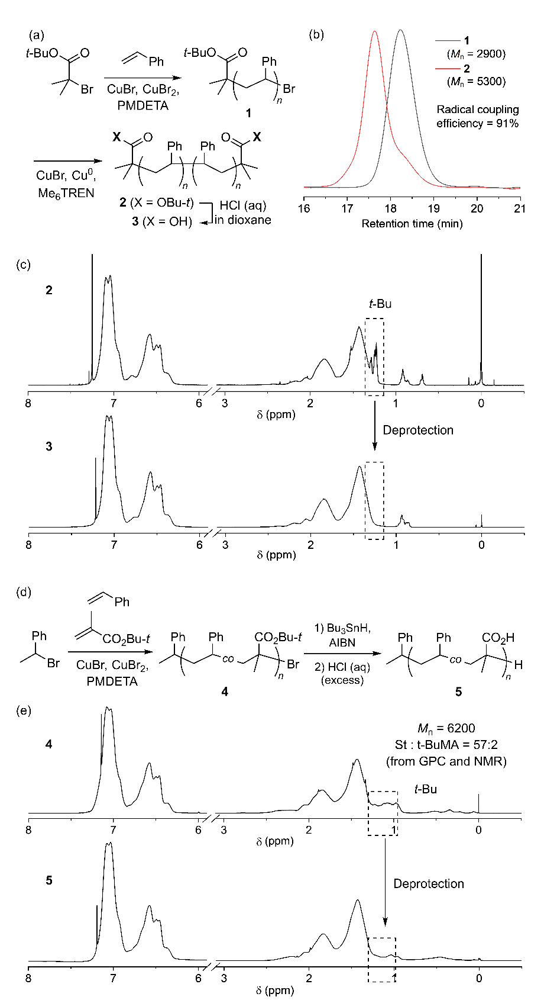 (a)
t-BuO
O
Br
Ph
CuBr, CuBr2,
PMDETA
t-BuO
O
Ph
Br
n
1
CuBr, Cu0,
Me6TREN
X
O
Ph
Ph
O
X
n
n
2 (X = OBu-t)
3 (X = OH)
HCl (aq)
in dioxane
(b)
1
(Mn = 2900)
2
(Mn = 5300)
Radical coupling
efficiency = 91%
16 17 18 19 20 21
Retention time (min)
(c)
2
t-Bu
8 7 6 3 2 1 0
δ (ppm)
Deprotection
3
8 7 6 3 2 1 0
δ (ppm)
(d)
Ph
Br
Ph
CO2Bu-t
CuBr, CuBr2,
PMDETA
Ph
Ph
CO2Bu-t
co
Br
n
4
1) Bu3SnH,
AIBN
2) HCl (aq)
(excess)
Ph
Ph
CO2H
co
H
n
5
(e)
4
Mn = 6200
St : t-BuMA = 57:2
(from GPC and NMR)
t-Bu
8 7 6 3 2 1 0
δ (ppm)
Deprotection
5
8 7 6 3 2 1 0
δ (ppm)